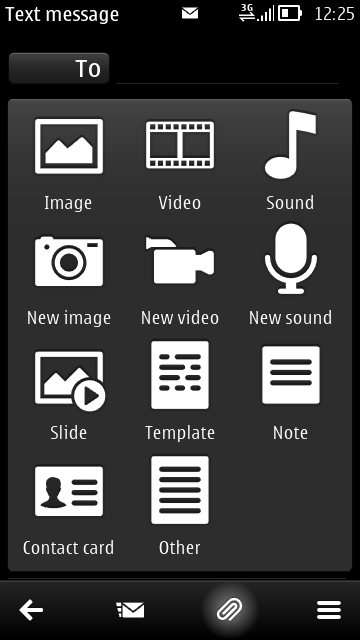 Text message 3G 12:25
To
Image Video Sound
New image New video New sound
Slide Template Note
Contact card Other